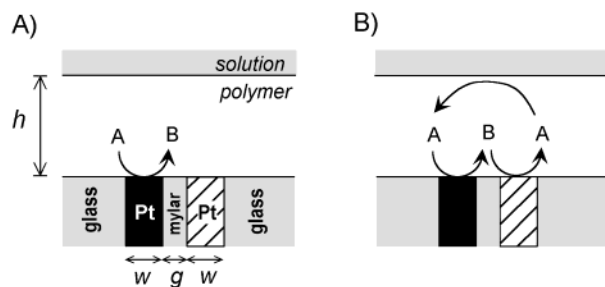 A)
solution
polymer
h
A B
glass
Pt
mylar
Pt
glass
w g w
B)
A B A